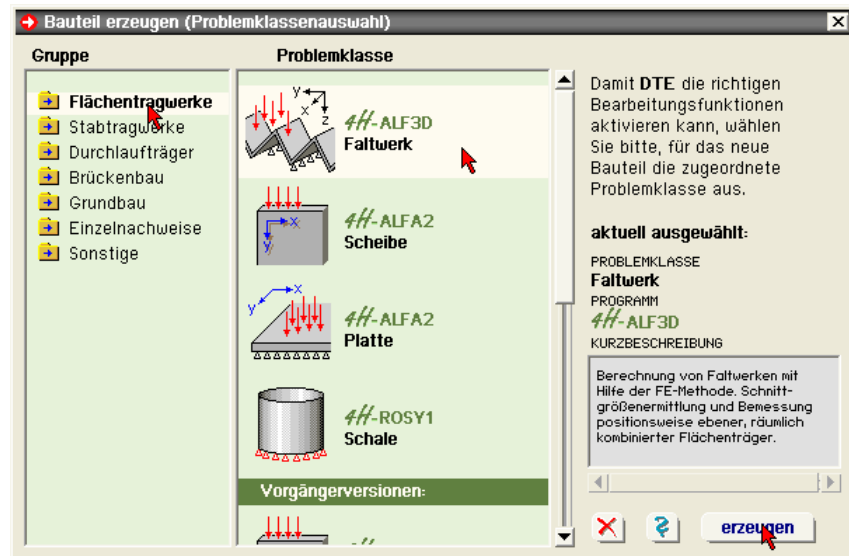 Bauteil erzeugen (Problemklassenauswahl)
Gruppe
Problemklasse
Flächentragwerke
Stabtragwerke
Durchlaufträger
Brückenbau
Grundbau
Einzelnachweise
Sonstige
y
x
z
4H-ALF3D
Faltwerk
x
y
4H-ALFA2
Scheibe
x
y
4H-ALFA2
Platte
4H-ROSY1
Schale
Vorgängerversionen:
Damit DTE die richtigen
Bearbeitungsfunktionen
aktivieren kann, wählen
Sie bitte, für das neue
Bauteil die zugeordnete
Problemklasse aus.
aktuell ausgewählt:
PROBLEMKLASSE
Faltwerk
PROGRAMM
4H-ALF3D
KURZBESCHREIBUNG
Berechnung von Faltwerken mit
Hilfe der FE-Methode. Schnitt-
größenermittlung und Bemessung
positionsweise ebener, räumlich
kombinierter Flächenträger.
erzeugen